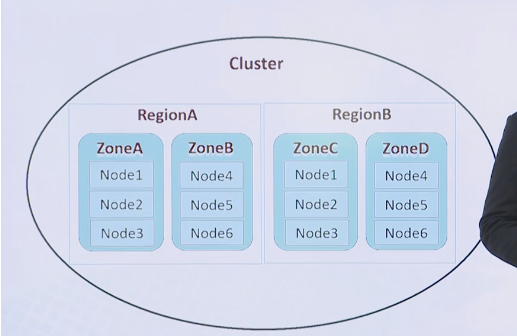 Cluster
RegionA
ZoneA
Node1
Node2
Node3
ZoneB
Node4
Node5
Node6
RegionB
ZoneC
Node1
Node2
Node3
ZoneD
Node4
Node5
Node6